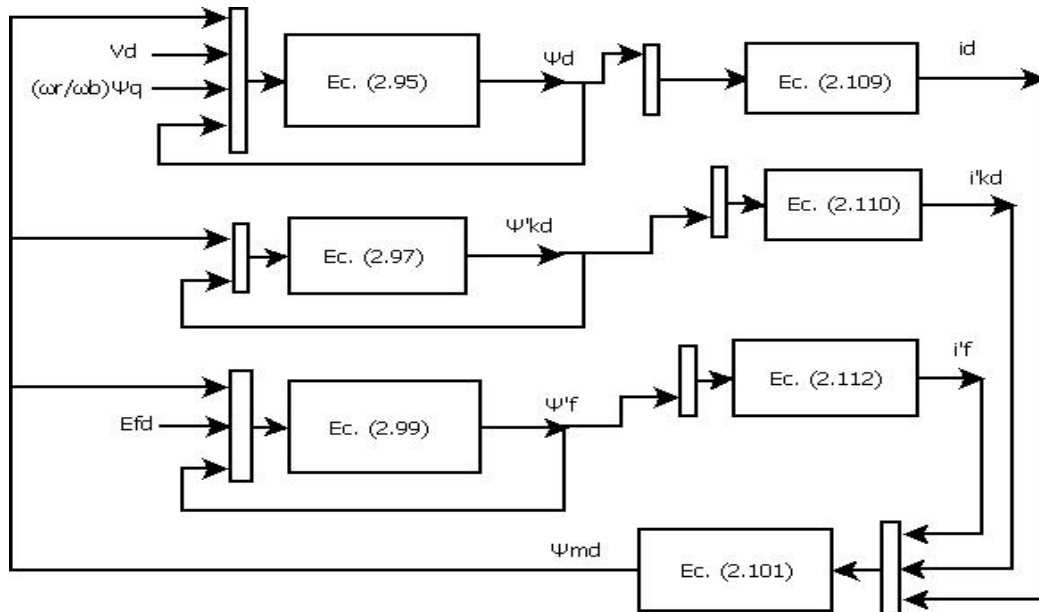 Vd
(ωr/ωb)Ψq
Ec. (2.95)
Ψd
Ec. (2.109)
id
Ec. (2.97)
Ψ'kd
Ec. (2.110)
i'kd
Efd
Ec. (2.99)
Ψ'f
Ec. (2.112)
i'f
Ψmd
Ec. (2.101)